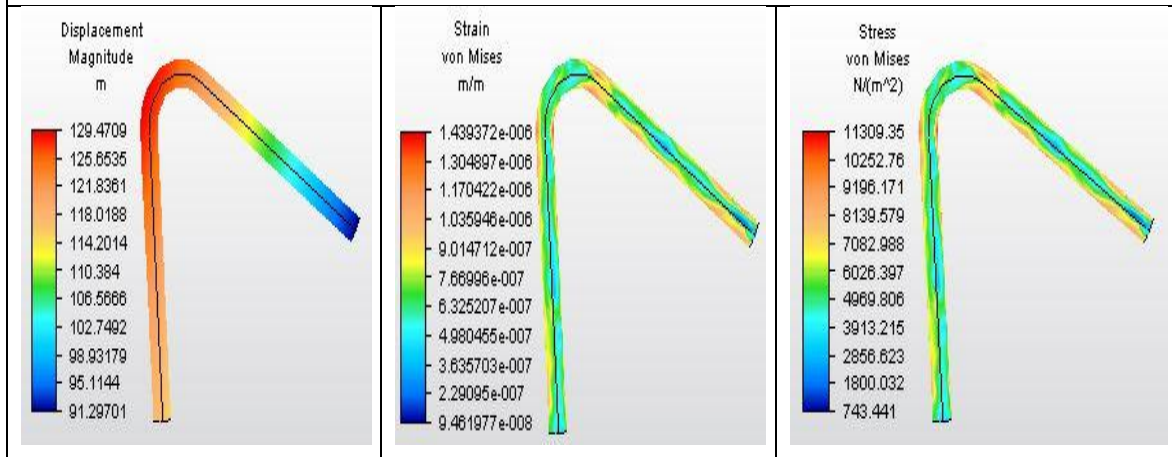 Displacement
Magnitude
m
129.4709
125.6535
121.8361
118.0188
114.2014
110.384
106.5666
102.7492
98.93179
95.1144
91.29701
Strain
von Mises
m/m
1.439372e-006
1.304897e-006
1.170422e-006
1.035946e-006
9.014712e-007
7.66996e-007
6.325207e-007
4.980455e-007
3.635703e-007
2.29095e-007
9.461977e-008
Stress
von Mises
N/(m^2)
11309.35
10252.76
9196.171
8139.579
7082.988
6026.397
4969.806
3913.215
2856.623
1800.032
743.441